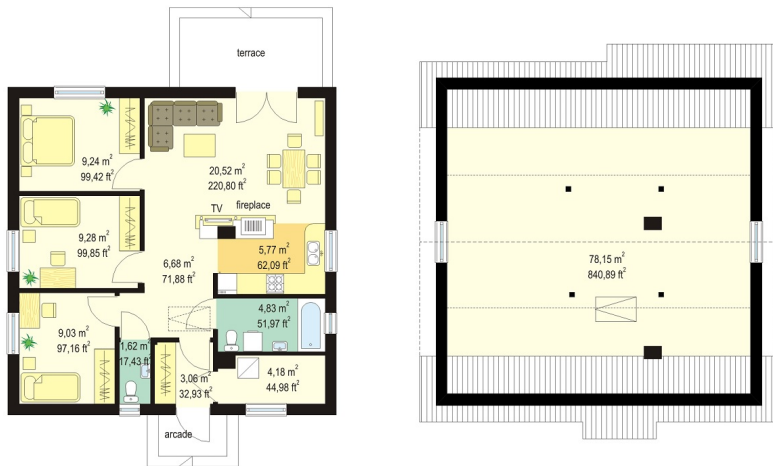 terrace
9,24 m²
99,42 ft²
20,52 m²
220,80 ft²
TV
fireplace
9,28 m²
99,85 ft²
5,77 m²
62,09 ft²
6,68 m²
71,88 ft²
78,15 m²
840,89 ft²
4,83 m²
51,97 ft²
9,03 m²
97,16 ft²
1,62 m²
17,43 ft²
3,06 m²
32,93 ft²
4,18 m²
44,98 ft²
arcade